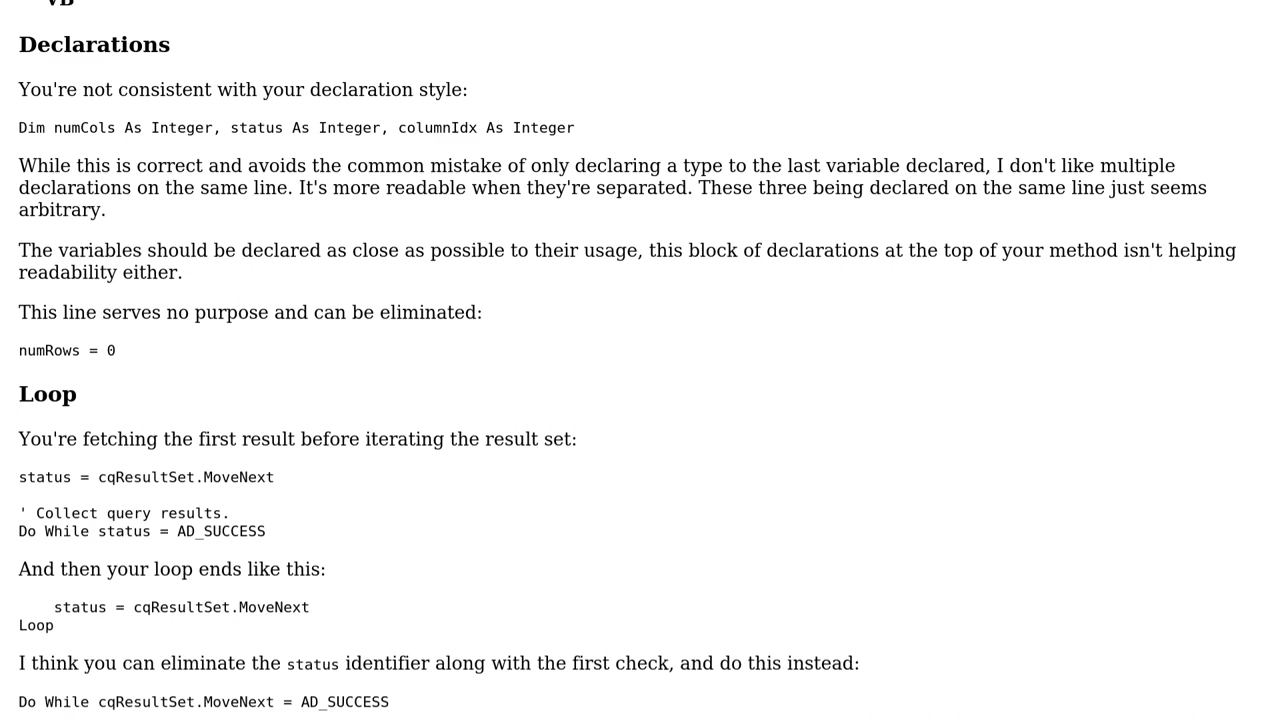 VB
Declarations
You're not consistent with your declaration style:
Dim numCols As Integer, status As Integer, columnIdx As Integer
While this is correct and avoids the common mistake of only declaring a type to the last variable declared, I don't like multiple
declarations on the same line. It's more readable when they're separated. These three being declared on the same line just seems
arbitrary.
The variables should be declared as close as possible to their usage, this block of declarations at the top of your method isn't helping
readability either.
This line serves no purpose and can be eliminated:
numRows = 0
Loop
You're fetching the first result before iterating the result set:
status = cqResultSet.MoveNext
' Collect query results.
Do While status = AD_SUCCESS
And then your loop ends like this:
    status = cqResultSet.MoveNext
Loop
I think you can eliminate the status identifier along with the first check, and do this instead:
Do While cqResultSet.MoveNext = AD_SUCCESS